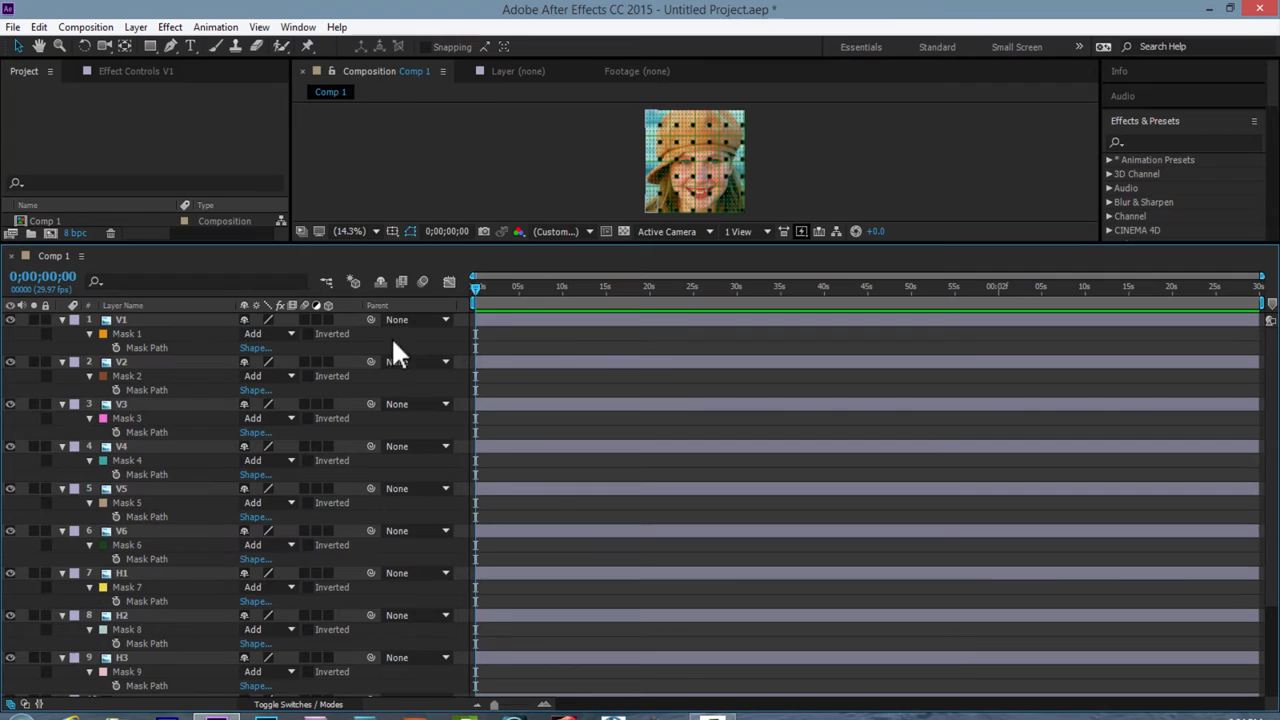 Adobe After Effects CC 2015 - Untitled Project.aep *
File Edit Composition Layer Effect Animation View Window Help
Snapping Essentials Standard Small Screen Search Help
Project Effect Controls V1 Composition Comp 1 Layer (none) Footage (none) Info
Comp 1 Audio
Effects & Presets
* Animation Presets
3D Channel
Audio
Name Type Blur & Sharpen
Comp 1 Composition Channel
8 bpc (14.3%) 0;00;00;00 (Custom... Active Camera 1 View +0.0 CINEMA 4D
Comp 1
0;00;00;00
00000 (29.97 fps) 05s 10s 15s 20s 25s 00:02f 05s 10s 15s 20s 25s 30s
# Layer Name Parent
1 V1 None
Mask 1 Add Inverted
Mask Path Shape...
2 V2
Mask 2 Add Inverted
Mask Path Shape...
3 V3 None
Mask 3 Add Inverted
Mask Path Shape...
4 V4 None
Mask 4 Add Inverted
Mask Path Shape...
5 V5 None
Mask 5 Add Inverted
Mask Path Shape...
6 V6 None
Mask 6 Add Inverted
Mask Path Shape...
7 H1 None
Mask 7 Add Inverted
Mask Path Shape...
8 H2 None
Mask 8 Add Inverted
Mask Path Shape...
9 H3 None
Mask 9 Add Inverted
Mask Path Shape...
Toggle Switches / Modes